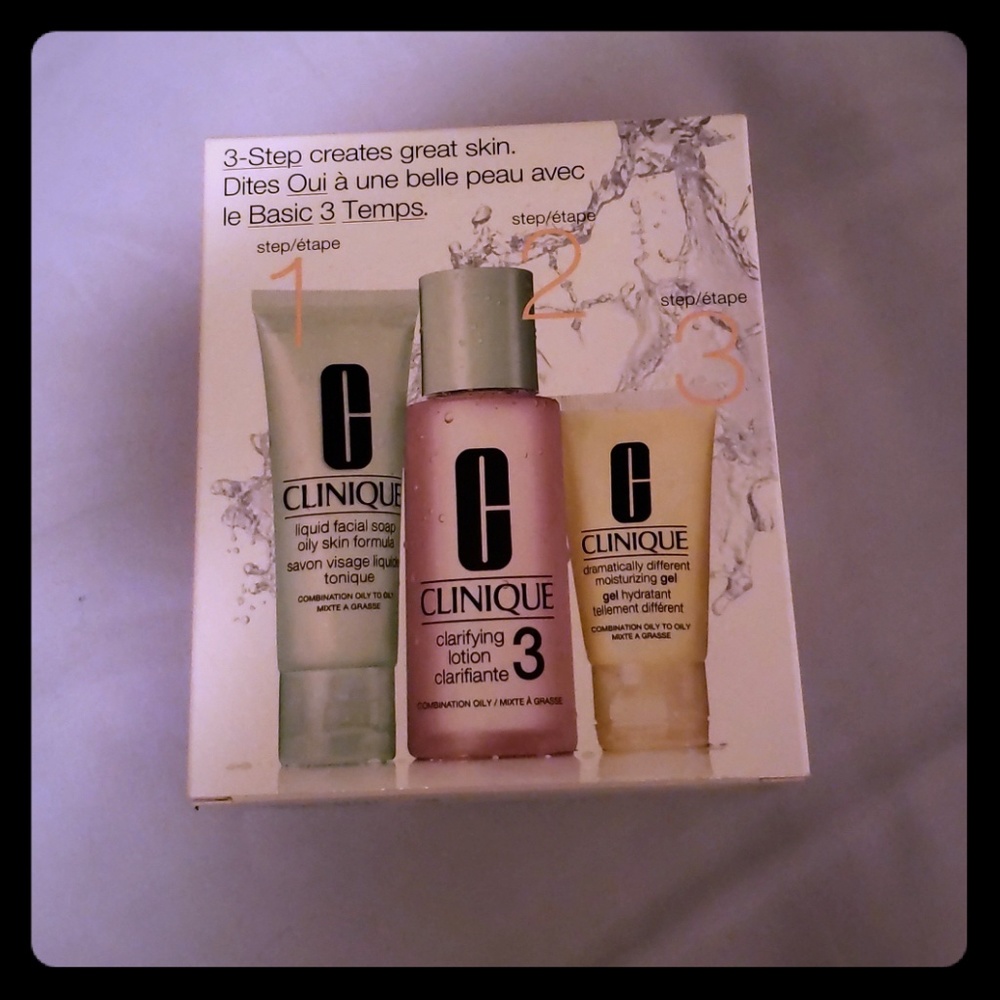 3-Step creates great skin.
Dites Oui à une belle peau avec
le Basic 3 Temps.
step/étape
1
step/étape
2
step/étape
3
C
CLINIQUE
liquid facial soap
oily skin formula
savon visage liquide
tonique
COMBINATION OILY TO OILY
MIXTE A GRASSE
C
CLINIQUE
clarifying
lotion
clarifiante 3
COMBINATION OILY / MIXTE À GRASSE
C
CLINIQUE
dramatically different
moisturizing gel
gel hydratant
tellement différent
COMBINATION OILY TO OILY
MIXTE A GRASSE